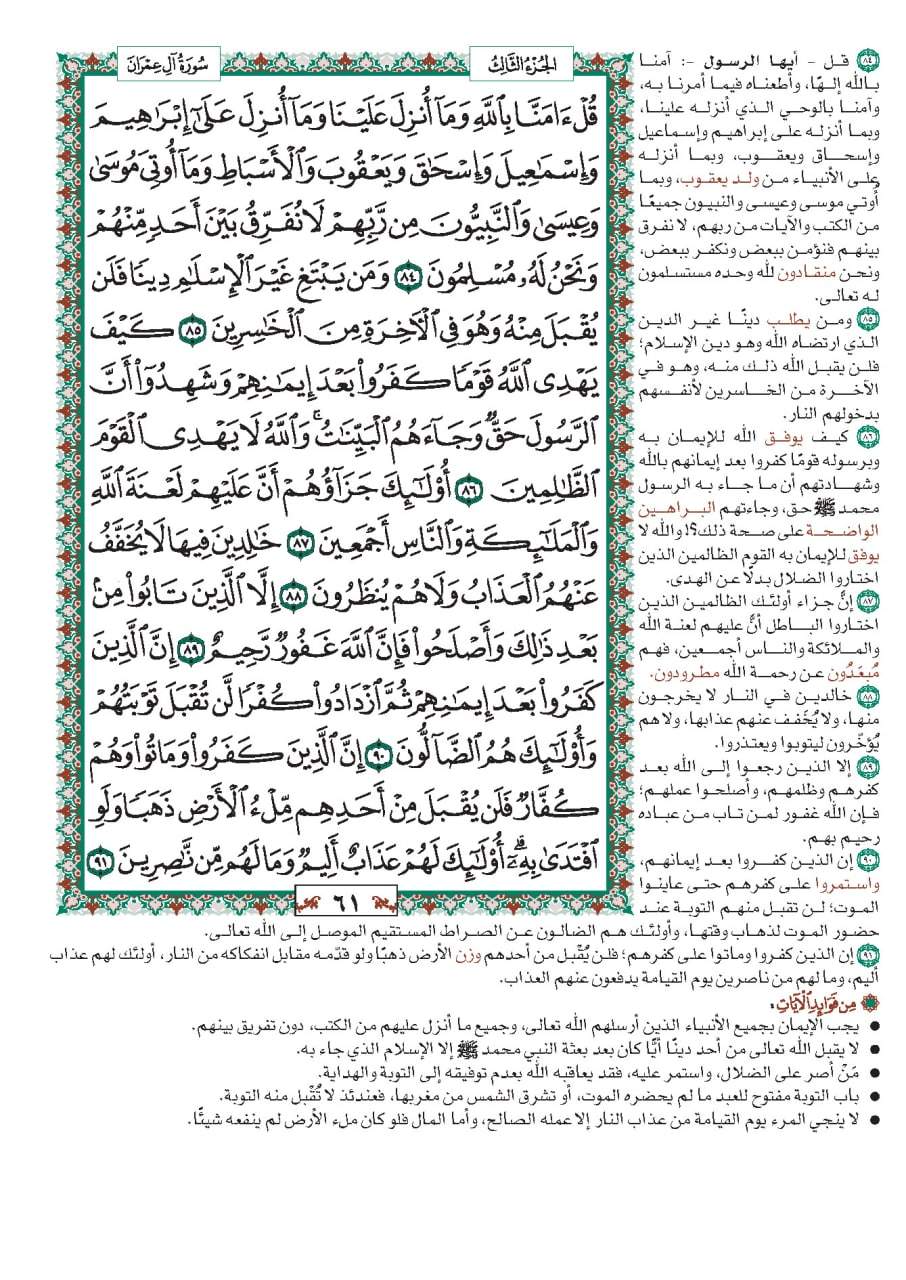 سُورَةُ آلِ عِمْرَانَ
الجُزْءُ الثَّالِثُ
قُلْ ءَامَنَّا بِٱللَّهِ وَمَآ أُنزِلَ عَلَيْنَا وَمَآ أُنزِلَ عَلَىٰٓ إِبْرَٰهِيمَ
وَإِسْمَٰعِيلَ وَإِسْحَٰقَ وَيَعْقُوبَ وَٱلْأَسْبَاطِ وَمَآ أُوتِىَ مُوسَىٰ
وَعِيسَىٰ وَٱلنَّبِيُّونَ مِن رَّبِّهِمْ لَا نُفَرِّقُ بَيْنَ أَحَدٍ مِّنْهُمْ
وَنَحْنُ لَهُۥ مُسْلِمُونَ ٨٤ وَمَن يَبْتَغِ غَيْرَ ٱلْإِسْلَٰمِ دِينًا فَلَن
يُقْبَلَ مِنْهُ وَهُوَ فِى ٱلْأَخِرَةِ مِنَ ٱلْخَٰسِرِينَ ٨٥ كَيْفَ
يَهْدِى ٱللَّهُ قَوْمًا كَفَرُوا۟ بَعْدَ إِيمَٰنِهِمْ وَشَهِدُوٓا۟ أَنَّ
ٱلرَّسُولَ حَقٌّ وَجَآءَهُمُ ٱلْبَيِّنَٰتُ ۚ وَٱللَّهُ لَا يَهْدِى ٱلْقَوْمَ
ٱلظَّٰلِمِينَ ٨٦ أُو۟لَٰٓئِكَ جَزَآؤُهُمْ أَنَّ عَلَيْهِمْ لَعْنَةَ ٱللَّهِ
وَٱلْمَلَٰٓئِكَةِ وَٱلنَّاسِ أَجْمَعِينَ ٨٧ خَٰلِدِينَ فِيهَا لَا يُخَفَّفُ
عَنْهُمُ ٱلْعَذَابُ وَلَا هُمْ يُنظَرُونَ ٨٨ إِلَّا ٱلَّذِينَ تَابُوا۟ مِنۢ
بَعْدِ ذَٰلِكَ وَأَصْلَحُوا۟ فَإِنَّ ٱللَّهَ غَفُورٌ رَّحِيمٌ ٨٩ إِنَّ ٱلَّذِينَ
كَفَرُوا۟ بَعْدَ إِيمَٰنِهِمْ ثُمَّ ٱزْدَادُوا۟ كُفْرًا لَّن تُقْبَلَ تَوْبَتُهُمْ
وَأُو۟لَٰٓئِكَ هُمُ ٱلضَّآلُّونَ ٩٠ إِنَّ ٱلَّذِينَ كَفَرُوا۟ وَمَاتُوا۟ وَهُمْ
كُفَّارٌ فَلَن يُقْبَلَ مِنْ أَحَدِهِم مِّلْءُ ٱلْأَرْضِ ذَهَبًا وَلَوِ
ٱفْتَدَىٰ بِهِۦٓ ۗ أُو۟لَٰٓئِكَ لَهُمْ عَذَابٌ أَلِيمٌ وَمَا لَهُم مِّن نَّٰصِرِينَ ٩١
٦١
٨٤ قل - أيها الرسول -: آمنا
بالله إلهًا، وأطعناه فيما أمرنا به،
وآمنا بالوحي الذي أنزله علينا،
وبما أنزله على إبراهيم وإسماعيل
وإسحاق ويعقوب، وبما أنزله
على الأنبياء من ولد يعقوب، وبما
أُوتي موسى وعيسى والنبيون جميعًا
من الكتب والآيات من ربهم، لا نفرق
بينهم فنؤمن ببعض ونكفر ببعض،
ونحن منقادون لله وحده مستسلمون
له تعالى.
٨٥ ومن يطلب دينًا غير الدين
الذي ارتضاه الله وهو دين الإسلام؛
فلن يقبل الله ذلك منه، وهو في
الآخرة من الخاسرين لأنفسهم
بدخولهم النار.
٨٦ كيف يوفق الله للإيمان به
وبرسوله قومًا كفروا بعد إيمانهم بالله
وشهادتهم أن ما جاء به الرسول
محمد ﷺ حق، وجاءتهم البراهين
الواضحة على صحة ذلك؟! والله لا
يوفق للإيمان به القوم الظالمين الذين
اختاروا الضلال بدلًا عن الهدى.
٨٧ إنَّ جزاء أولئك الظالمين الذين
اختاروا الباطل أنَّ عليهم لعنة الله
والملائكة والناس أجمعين، فهم
مُبعَدُون عن رحمة الله مطرودون.
٨٨ خالدين في النار لا يخرجون
منها، ولا يُخَفف عنهم عذابها، ولا هم
يُؤخّرون ليتوبوا ويعتذروا.
٨٩ إلا الذين رجعوا إلى الله بعد
كفرهم وظلمهم، وأصلحوا عملهم؛
فإن الله غفور لمن تاب من عباده
رحيم بهم.
٩٠ إن الذين كفروا بعد إيمانهم،
واستمروا على كفرهم حتى عاينوا
الموت؛ لن تقبل منهم التوبة عند
حضور الموت لذهاب وقتها، وأولئك هم الضالون عن الصراط المستقيم الموصل إلى الله تعالى.
٩١ إن الذين كفروا وماتوا على كفرهم؛ فلن يُقْبل من أحدهم وزن الأرض ذهبًا ولو قدّمه مقابل انفكاكه من النار، أولئك لهم عذاب
أليم، وما لهم من ناصرين يوم القيامة يدفعون عنهم العذاب.
مِن فَوَائِدِ الْآيَاتِ:
● يجب الإيمان بجميع الأنبياء الذين أرسلهم الله تعالى، وجميع ما أنزل عليهم من الكتب، دون تفريق بينهم.
● لا يقبل الله تعالى من أحد دينًا أيًّا كان بعد بعثة النبي محمد ﷺ إلا الإسلام الذي جاء به.
● مَنْ أصر على الضلال، واستمر عليه، فقد يعاقبه الله بعدم توفيقه إلى التوبة والهداية.
● باب التوبة مفتوح للعبد ما لم يحضره الموت، أو تشرق الشمس من مغربها، فعندئذ لا تُقْبل منه التوبة.
● لا ينجي المرء يوم القيامة من عذاب النار إلا عمله الصالح، وأما المال فلو كان ملء الأرض لم ينفعه شيئًا.